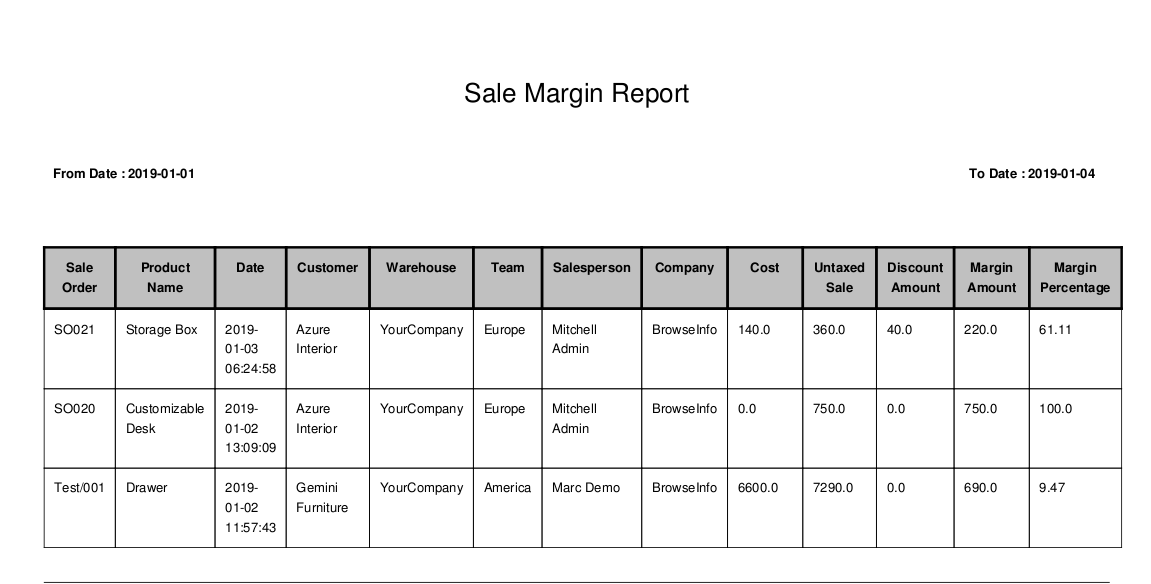 Sale Margin Report
From Date : 2019-01-01 To Date : 2019-01-04
Sale Product Date Customer Warehouse Team Salesperson Company Cost Untaxed Discount Margin Margin
Order Name Sale Amount Amount Percentage
SO021 Storage Box 2019- Azure YourCompany Europe Mitchell BrowseInfo 140.0 360.0 40.0 220.0 61.11
01-03 Interior Admin
06:24:58
SO020 Customizable 2019- Azure YourCompany Europe Mitchell BrowseInfo 0.0 750.0 0.0 750.0 100.0
Desk 01-02 Interior Admin
13:09:09
Test/001 Drawer 2019- Gemini YourCompany America Marc Demo BrowseInfo 6600.0 7290.0 0.0 690.0 9.47
01-02 Furniture
11:57:43